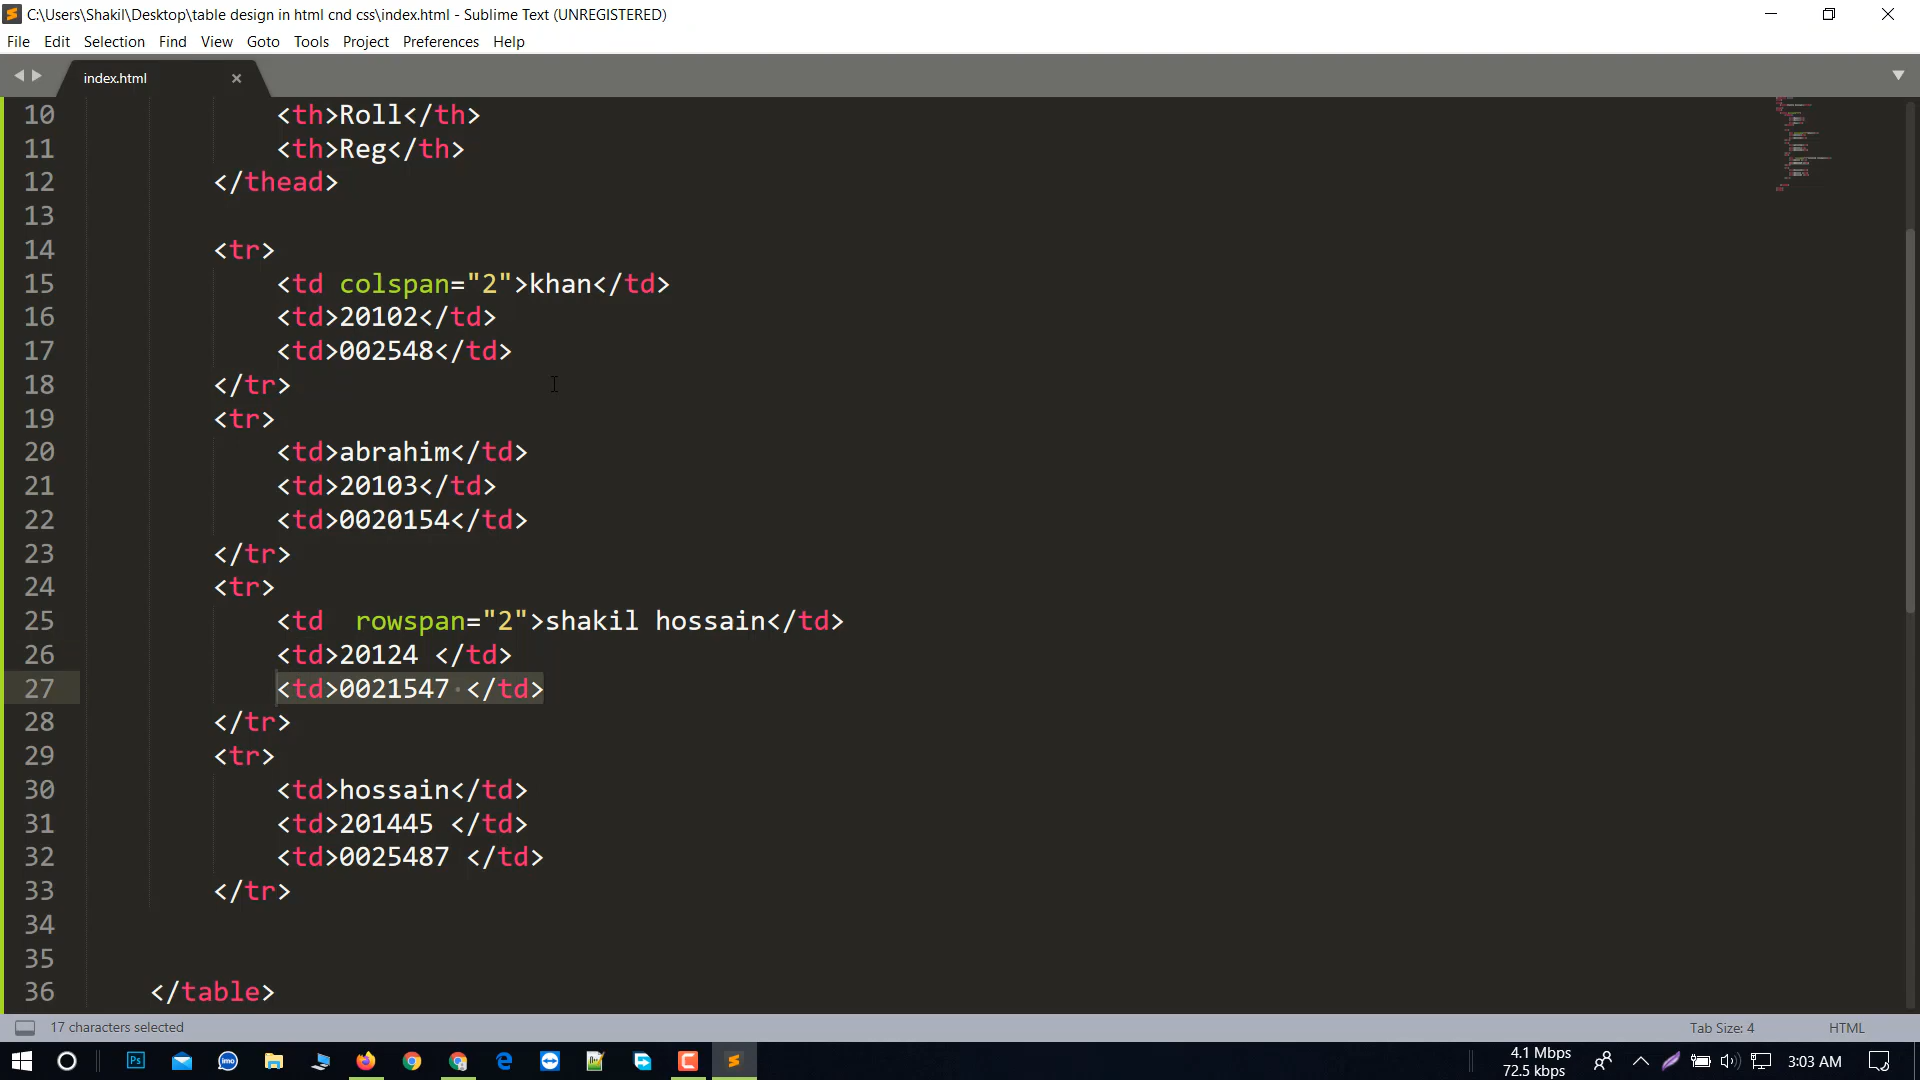 C:\Users\Shakil\Desktop\table design in html cnd css\index.html - Sublime Text (UNREGISTERED)
File Edit Selection Find View Goto Tools Project Preferences Help
index.html
10 <th>Roll</th>
11 <th>Reg</th>
12 </thead>
13
14 <tr>
15 <td colspan="2">khan</td>
16 <td>20102</td>
17 <td>002548</td>
18 </tr>
19 <tr>
20 <td>abrahim</td>
21 <td>20103</td>
22 <td>0020154</td>
23 </tr>
24 <tr>
25 <td  rowspan="2">shakil hossain</td>
26 <td>20124 </td>
27 <td>0021547 </td>
28 </tr>
29 <tr>
30 <td>hossain</td>
31 <td>201445 </td>
32 <td>0025487 </td>
33 </tr>
34
35
36 </table>
17 characters selected Tab Size: 4 HTML
4.1 Mbps
72.5 kbps
3:03 AM
Ps
imo